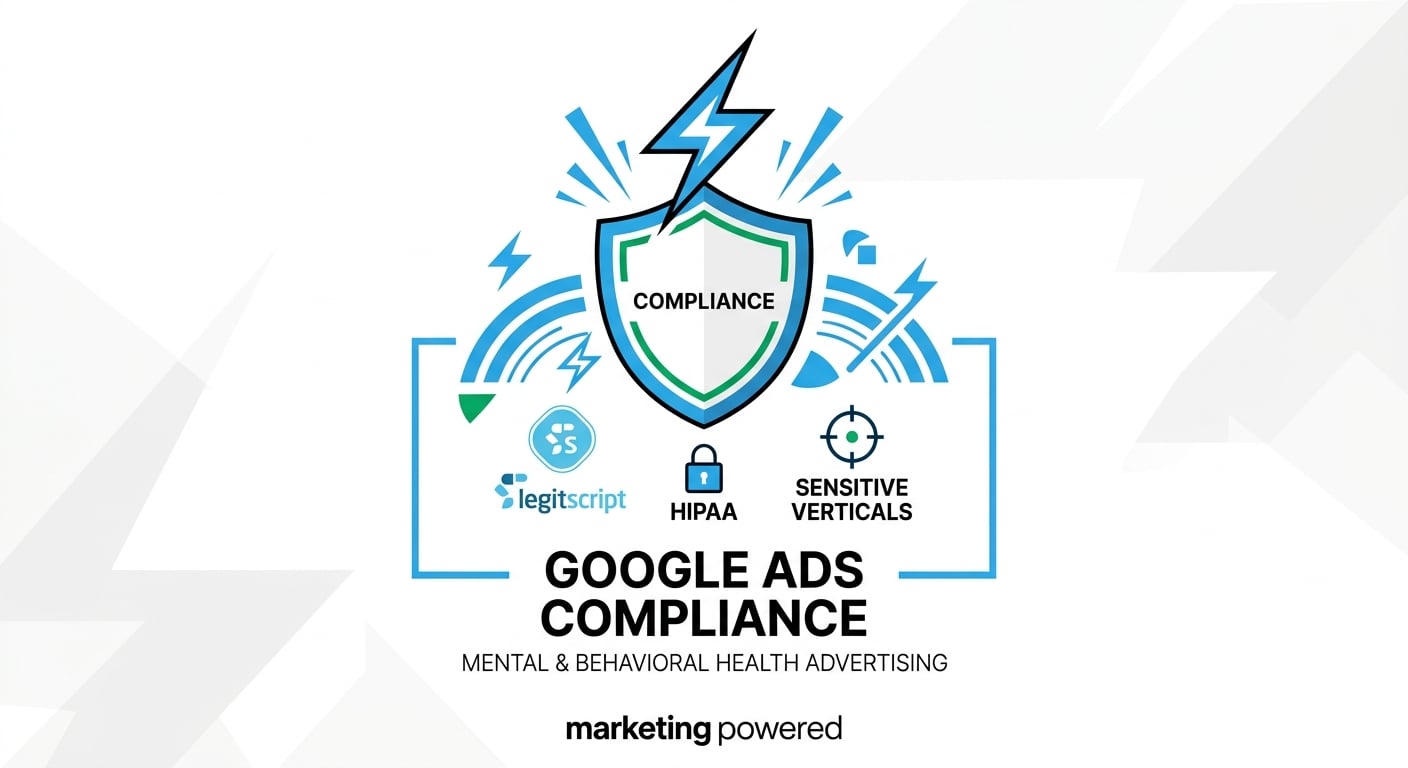 COMPLIANCE
S
legitscript
HIPAA
SENSITIVE
VERTICALS
GOOGLE ADS
COMPLIANCE
MENTAL & BEHAVIORAL HEALTH ADVERTISING
marketing powered